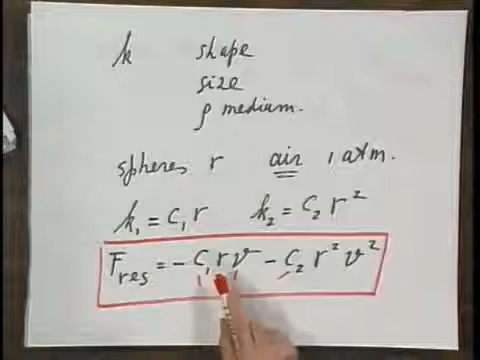 k shape
size
ρ medium.
spheres r air 1 atm.
k₁ = C₁ r k₂ = C₂ r²
F_res = - C₁ r v - C₂ r² v²